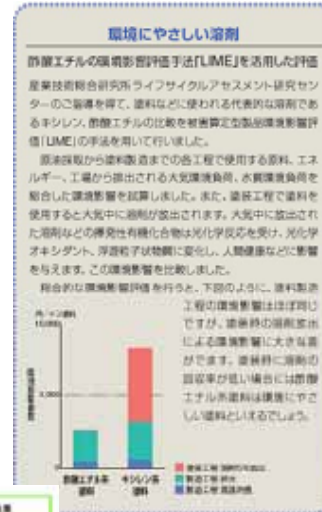 環境にやさしい溶剤
酢酸エチルの環境影響評価手法「LIME」を活用した評価
産業技術総合研究所ライフサイクルアセスメント研究セン
ターのご指導を得て、塗料などに使われる代表的な溶剤であ
るキシレン、酢酸エチルの比較を被害算定型製品環境影響評
価「LIME」の手法を用いて行いました。
原油採取から塗料製造までの各工程で使用する原料、エネ
ルギー、工場から排出される大気環境負荷、水質環境負荷を
総合した環境影響を試算しました。また、塗装工程で塗料を
使用すると大気中に溶剤が放出されます。大気中に放出され
た溶剤などの揮発性有機化合物は光化学反応を受け、光化学
オキシダント、浮遊粒子状物質に変化し、人間健康などに影響
を与えます。この環境影響を比較しました。
総合的な環境影響評価を行うと、下図のように、塗料製造
工程の環境影響はほぼ同じ
ですが、塗装時の溶剤放出
による環境影響に大きな差
がでます。塗装時に溶剤の
回収率が低い場合には酢酸
エチル系塗料は環境にやさ
しい塗料といえるでしょう。
円/トン塗料
10,000
5,000
0
酢酸エチル系
塗料
キシレン系
塗料
製造工程:排出